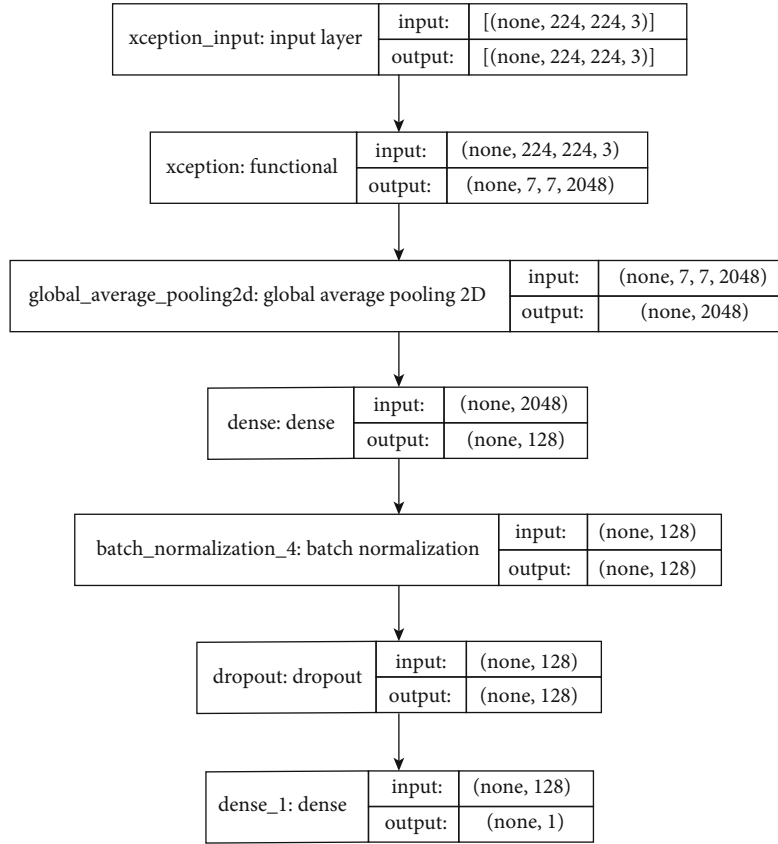 xception_input: input layer
input:
[(none, 224, 224, 3)]
output:
[(none, 224, 224, 3)]
xception: functional
input:
(none, 224, 224, 3)
output:
(none, 7, 7, 2048)
global_average_pooling2d: global average pooling 2D
input:
(none, 7, 7, 2048)
output:
(none, 2048)
dense: dense
input:
(none, 2048)
output:
(none, 128)
batch_normalization_4: batch normalization
input:
(none, 128)
output:
(none, 128)
dropout: dropout
input:
(none, 128)
output:
(none, 128)
dense_1: dense
input:
(none, 128)
output:
(none, 1)